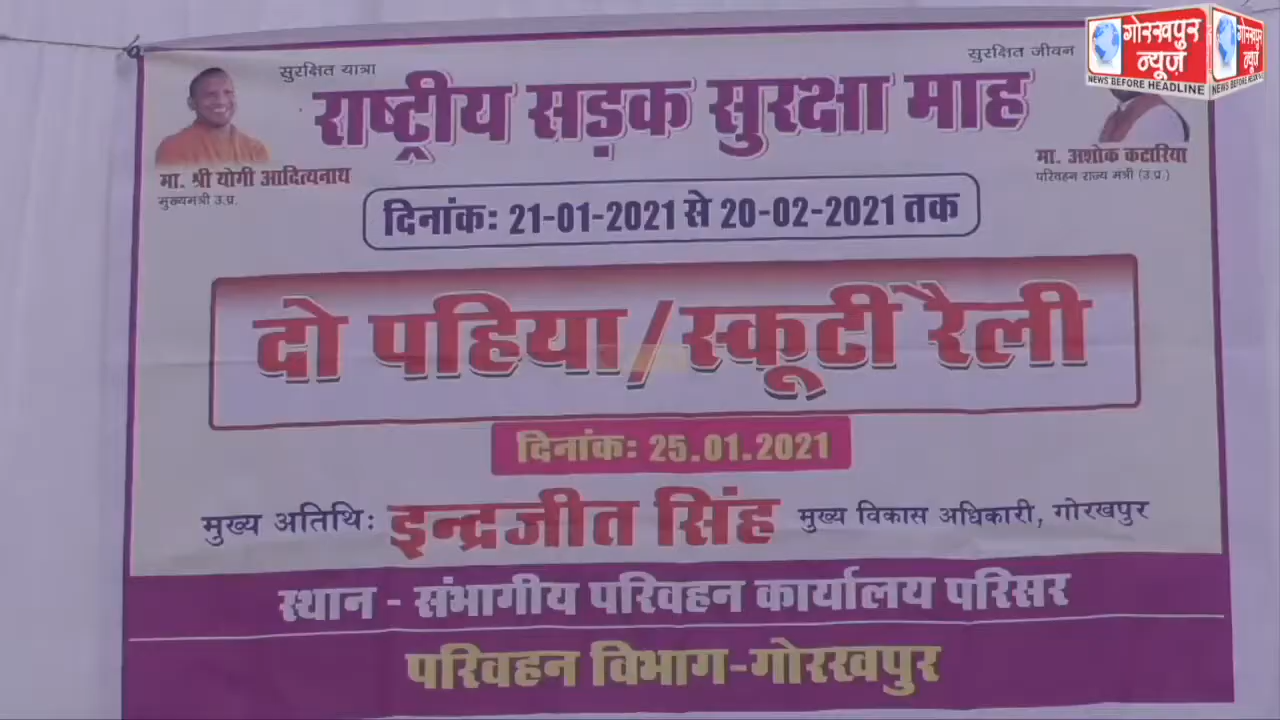 सुरक्षित यात्रा
सुरक्षित जीवन
राष्ट्रीय सड़क सुरक्षा माह
मा. श्री योगी आदित्यनाथ
मुख्यमंत्री उ.प्र.
मा. अशोक कटारिया
परिवहन राज्य मंत्री (उ.प्र.)
दिनांकः 21-01-2021 से 20-02-2021 तक
दो पहिया/स्कूटी रैली
दिनांकः 25.01.2021
मुख्य अतिथिः इन्द्रजीत सिंह मुख्य विकास अधिकारी, गोरखपुर
स्थान - संभागीय परिवहन कार्यालय परिसर
परिवहन विभाग-गोरखपुर
गोरखपुर
न्यूज़
NEWS BEFORE HEADLINE
गोरखपुर
न्यूज़